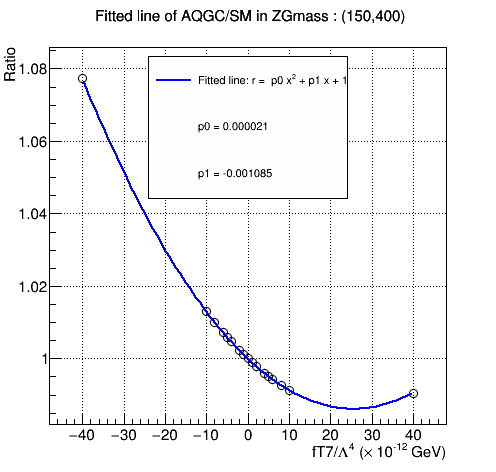 Fitted line of AQGC/SM in ZGmass : (150,400)
Ratio
1.08
1.06
1.04
1.02
1
Fitted line: r = p0 x² + p1 x + 1
p0 = 0.000021
p1 = -0.001085
−40 −30 −20 −10 0 10 20 30 40
fT7/Λ⁴ (× 10⁻¹² GeV)